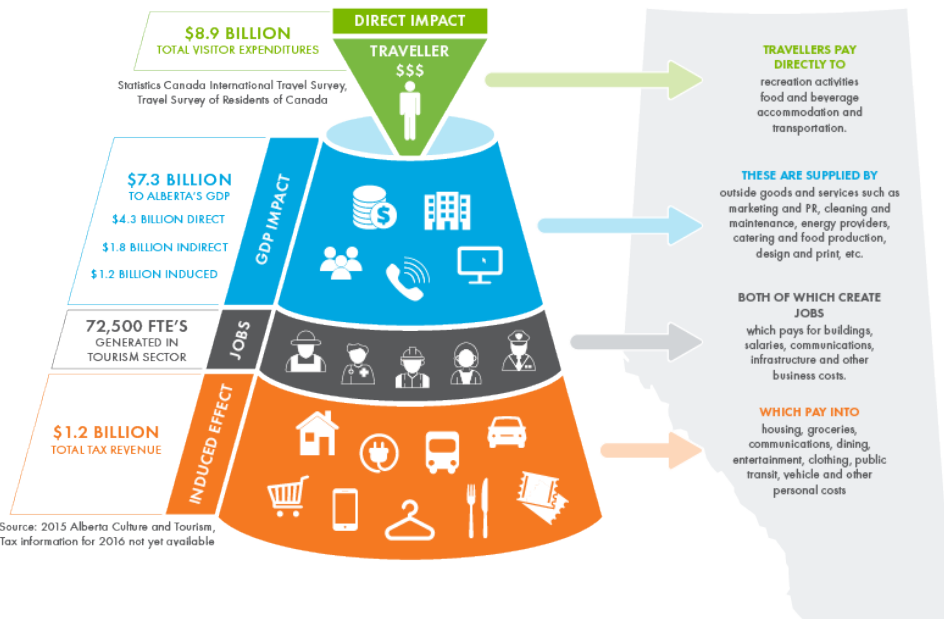 DIRECT IMPACT
$8.9 BILLION
TOTAL VISITOR EXPENDITURES
TRAVELLER
$$$
Statistics Canada International Travel Survey,
Travel Survey of Residents of Canada
TRAVELLERS PAY
DIRECTLY TO
recreation activities
food and beverage
accommodation and
transportation.
$7.3 BILLION
TO ALBERTA'S GDP
$4.3 BILLION DIRECT
$1.8 BILLION INDIRECT
$1.2 BILLION INDUCED
GDP IMPACT
$
THESE ARE SUPPLIED BY
outside goods and services such as
marketing and PR, cleaning and
maintenance, energy providers,
catering and food production,
design and print, etc.
72,500 FTE'S
GENERATED IN
TOURISM SECTOR
JOBS
BOTH OF WHICH CREATE
JOBS
which pays for buildings,
salaries, communications,
infrastructure and other
business costs.
$1.2 BILLION
TOTAL TAX REVENUE
INDUCED EFFECT
WHICH PAY INTO
housing, groceries,
communications, dining,
entertainment, clothing, public
transit, vehicle and other
personal costs
Source: 2015 Alberta Culture and Tourism,
Tax information for 2016 not yet available